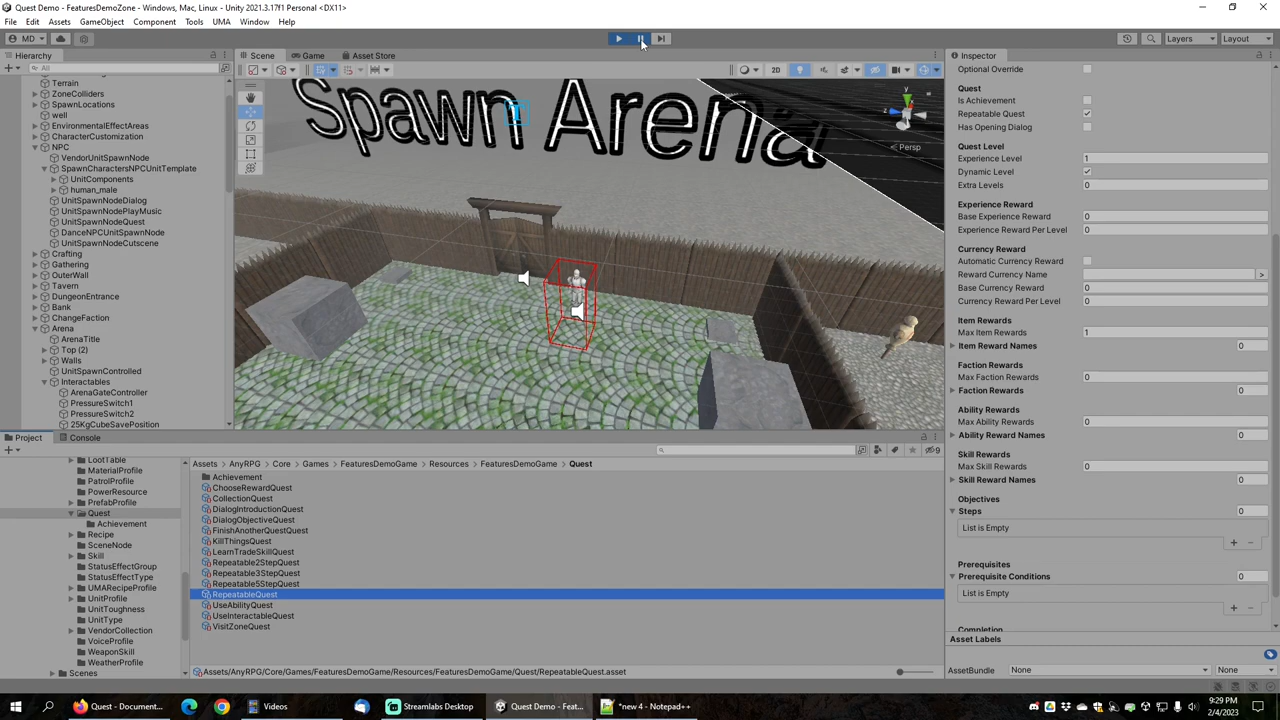 Quest Demo - FeaturesDemoZone - Windows, Mac, Linux - Unity 2021.3.17f1 Personal <DX11>
File Edit Assets GameObject Component Tools UMA Window Help
MD
Layers Layout
Hierarchy
All
Terrain
ZoneColliders
SpawnLocations
well
EnvironmentalEffectAreas
CharacterCustomization
NPC
VendorUnitSpawnNode
SpawnCharactersNPCUnitTemplate
UnitComponents
human_male
UnitSpawnNodeDialog
UnitSpawnNodePlayMusic
UnitSpawnNodeQuest
DanceNPCUnitSpawnNode
UnitSpawnNodeCutscene
Crafting
Gathering
OuterWall
Tavern
DungeonEntrance
Bank
ChangeFaction
Arena
ArenaTitle
Top (2)
Walls
UnitSpawnControlled
Interactables
ArenaGateController
PressureSwitch1
PressureSwitch2
25KgCubeSavePosition
Scene Game Asset Store
2D
Spawn Arena
T
y
z
Persp
Inspector
Optional Override
Quest
Is Achievement
Repeatable Quest
Has Opening Dialog
Quest Level
Experience Level 1
Dynamic Level
Extra Levels 0
Experience Reward
Base Experience Reward 0
Experience Reward Per Level 0
Currency Reward
Automatic Currency Reward
Reward Currency Name >
Base Currency Reward 0
Currency Reward Per Level 0
Item Rewards
Max Item Rewards 1
Item Reward Names 0
Faction Rewards
Max Faction Rewards 0
Faction Rewards 0
Ability Rewards
Max Ability Rewards 0
Ability Reward Names 0
Skill Rewards
Max Skill Rewards 0
Skill Reward Names 0
Objectives
Steps 0
List is Empty
+ −
Prerequisites
Prerequisite Conditions 0
List is Empty
+ −
Completion
Asset Labels
AssetBundle None None
Project Console
9
LootTable
MaterialProfile
PatrolProfile
PowerResource
PrefabProfile
Quest
Achievement
Recipe
SceneNode
Skill
StatusEffectGroup
StatusEffectType
UMARecipeProfile
UnitProfile
UnitToughness
UnitType
VendorCollection
VoiceProfile
WeaponSkill
WeatherProfile
Scenes
Assets > AnyRPG > Core > Games > FeaturesDemoGame > Resources > FeaturesDemoGame > Quest
Achievement
ChooseRewardQuest
CollectionQuest
DialogIntroductionQuest
DialogObjectiveQuest
FinishAnotherQuestQuest
KillThingsQuest
LearnTradeSkillQuest
Repeatable2StepQuest
Repeatable3StepQuest
Repeatable5StepQuest
RepeatableQuest
UseAbilityQuest
UseInteractableQuest
VisitZoneQuest
Assets/AnyRPG/Core/Games/FeaturesDemoGame/Resources/FeaturesDemoGame/Quest/RepeatableQuest.asset
Quest - Document... Videos Streamlabs Desktop Quest Demo - Feat... *new 4 - Notepad++
9:29 PM
2/4/2023